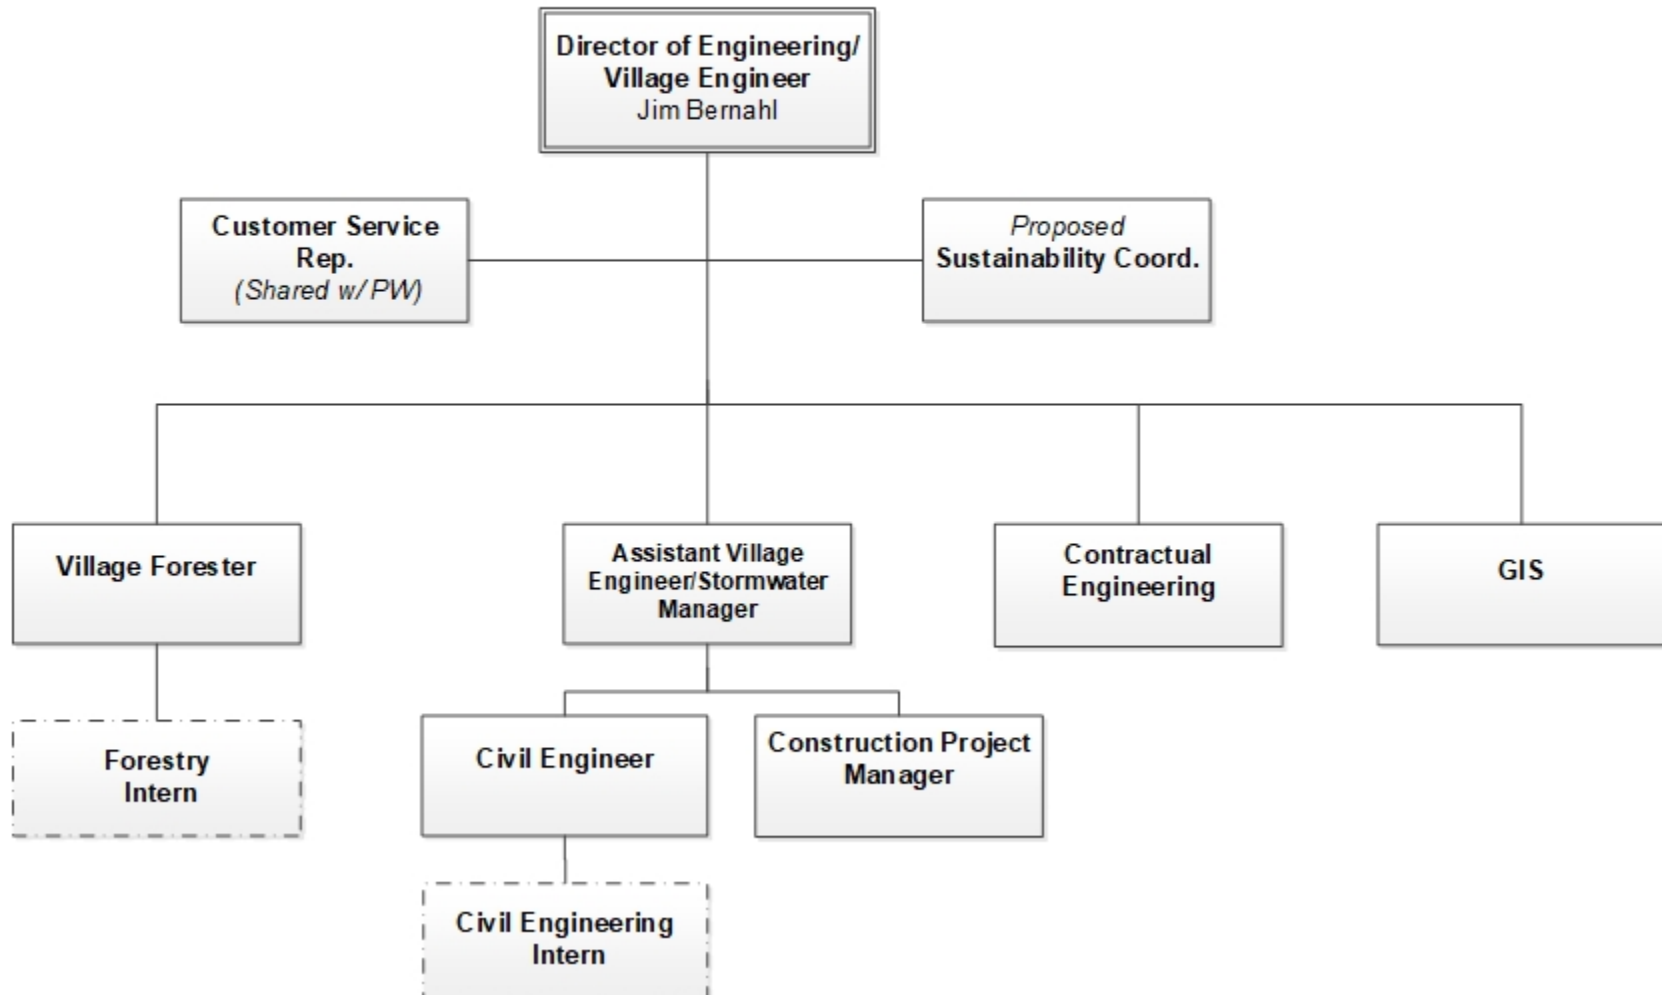 Director of Engineering/
Village Engineer
Jim Bernahl
Customer Service
Rep.
(Shared w/ PW)
Proposed
Sustainability Coord.
Village Forester
Assistant Village
Engineer/Stormwater
Manager
Contractual
Engineering
GIS
Forestry
Intern
Civil Engineer
Construction Project
Manager
Civil Engineering
Intern